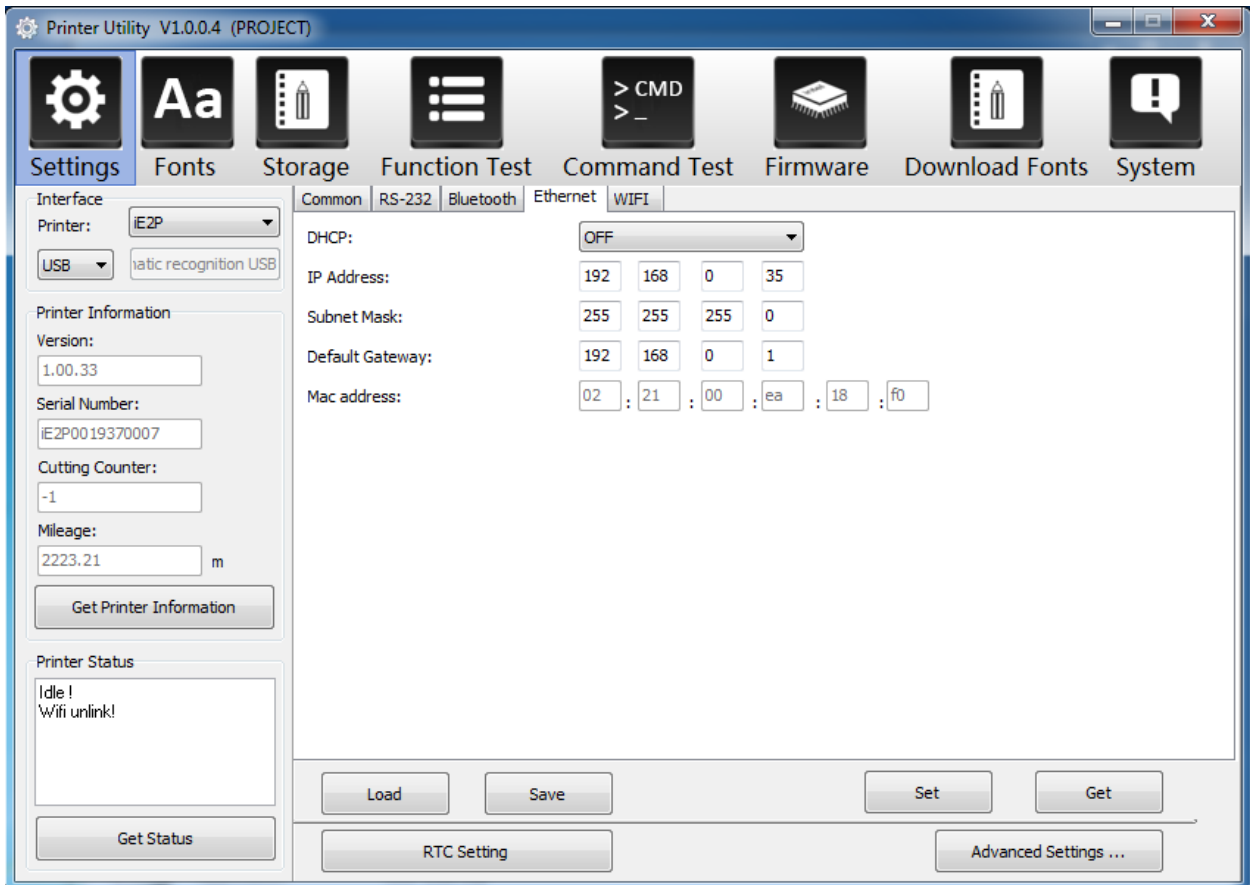 Printer Utility V1.0.0.4 (PROJECT)
Aa
> CMD
>_
Settings Fonts Storage Function Test Command Test Firmware Download Fonts System
Interface
Printer: iE2P
USB natic recognition USB
Printer Information
Version:
1.00.33
Serial Number:
iE2P0019370007
Cutting Counter:
-1
Mileage:
2223.21 m
Get Printer Information
Printer Status
Idle !
Wifi unlink!
Get Status
Common RS-232 Bluetooth Ethernet WIFI
DHCP: OFF
IP Address: 192 168 0 35
Subnet Mask: 255 255 255 0
Default Gateway: 192 168 0 1
Mac address: 02 : 21 : 00 : ea : 18 : f0
Load Save Set Get
RTC Setting Advanced Settings ...